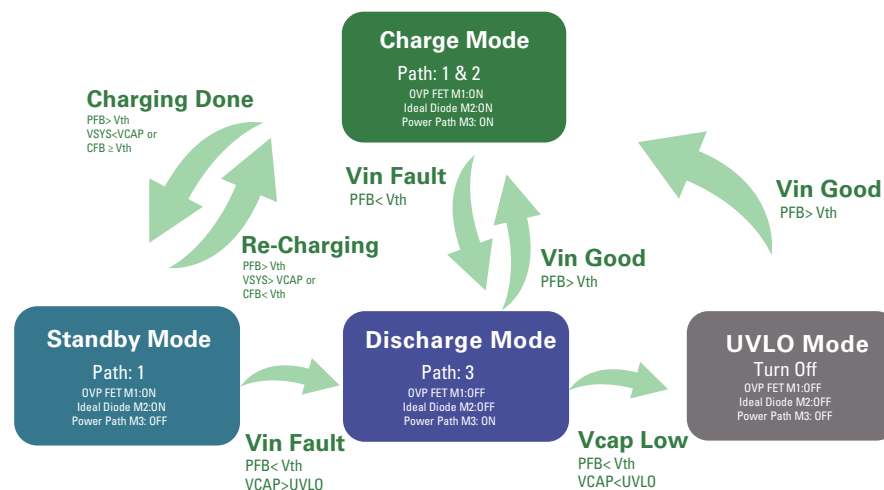 Charge Mode
Path: 1 & 2
OVP FET M1:ON
Ideal Diode M2:ON
Power Path M3: ON
Charging Done
PFB> Vth
VSYS<VCAP or
CFB ≥ Vth
Vin Fault
PFB< Vth
Vin Good
PFB> Vth
Re-Charging
PFB> Vth
VSYS> VCAP or
CFB< Vth
Vin Good
PFB> Vth
Standby Mode
Path: 1
OVP FET M1:ON
Ideal Diode M2:ON
Power Path M3: OFF
Discharge Mode
Path: 3
OVP FET M1:OFF
Ideal Diode M2:OFF
Power Path M3: ON
UVLO Mode
Turn Off
OVP FET M1:OFF
Ideal Diode M2:OFF
Power Path M3: OFF
Vin Fault
PFB< Vth
VCAP>UVLO
Vcap Low
PFB< Vth
VCAP<UVLO